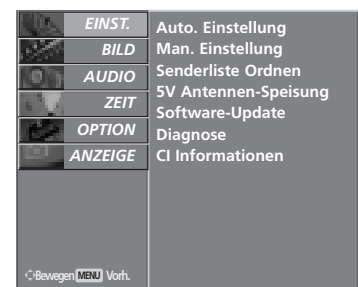 EINST.
BILD
AUDIO
ZEIT
OPTION
ANZEIGE
Bewegen MENU Vorh.
Auto. Einstellung
Man. Einstellung
Senderliste Ordnen
5V Antennen-Speisung
Software-Update
Diagnose
CI Informationen